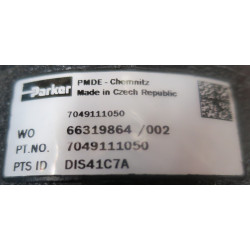 Parker
PMDE - Chemnitz
Made in Czech Republic
7049111050
WO 66319864 /002
PT.NO. 7049111050
PTS ID DIS41C7A